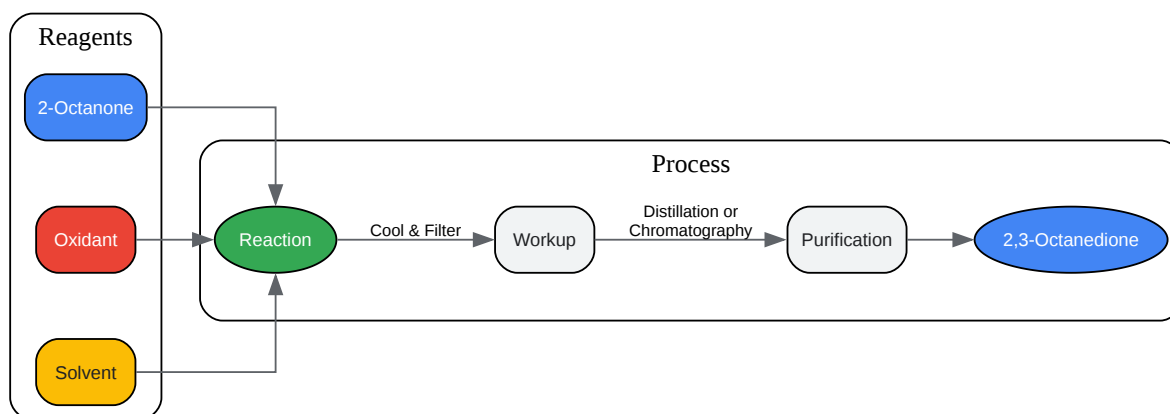 Reagents
2-Octanone
Process
Oxidant
Reaction
Cool & Filter
Workup
Distillation or
Chromatography
Purification
2,3-Octanedione
Solvent